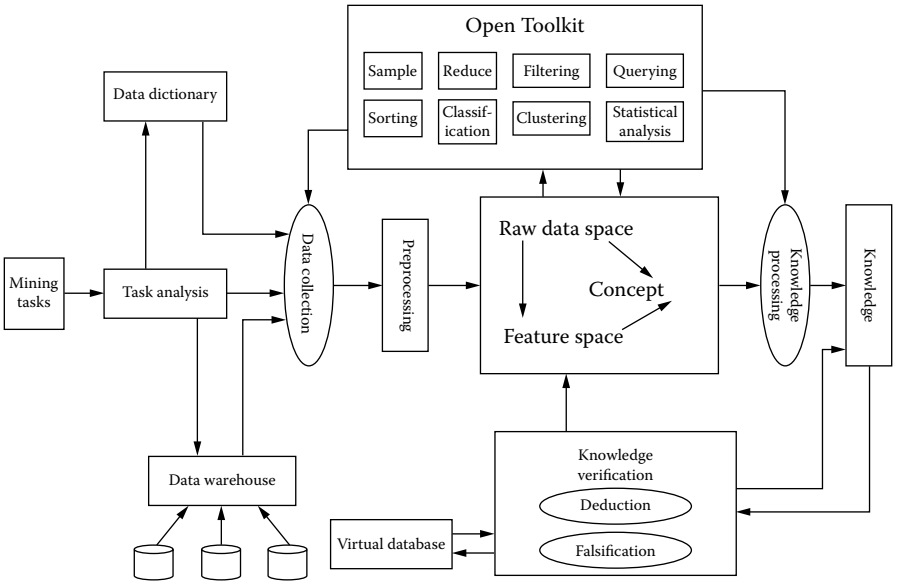 Open Toolkit
Sample
Reduce
Filtering
Querying
Sorting
Classif-
ication
Clustering
Statistical
analysis
Data dictionary
Mining
tasks
Task analysis
Data collection
Preprocessing
Raw data space
Concept
Feature space
Knowledge
processing
Knowledge
Data warehouse
Virtual database
Knowledge
verification
Deduction
Falsification